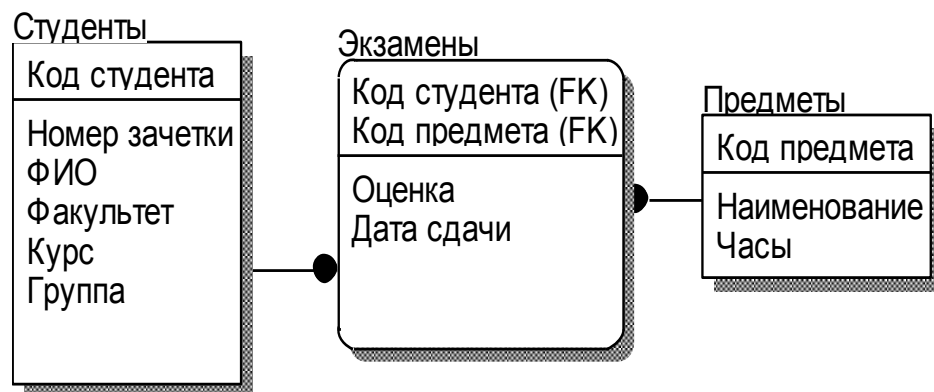 Студенты
Код студента
Номер зачетки
ФИО
Факультет
Курс
Группа
Экзамены
Код студента (FK)
Код предмета (FK)
Оценка
Дата сдачи
Предметы
Код предмета
Наименование
Часы